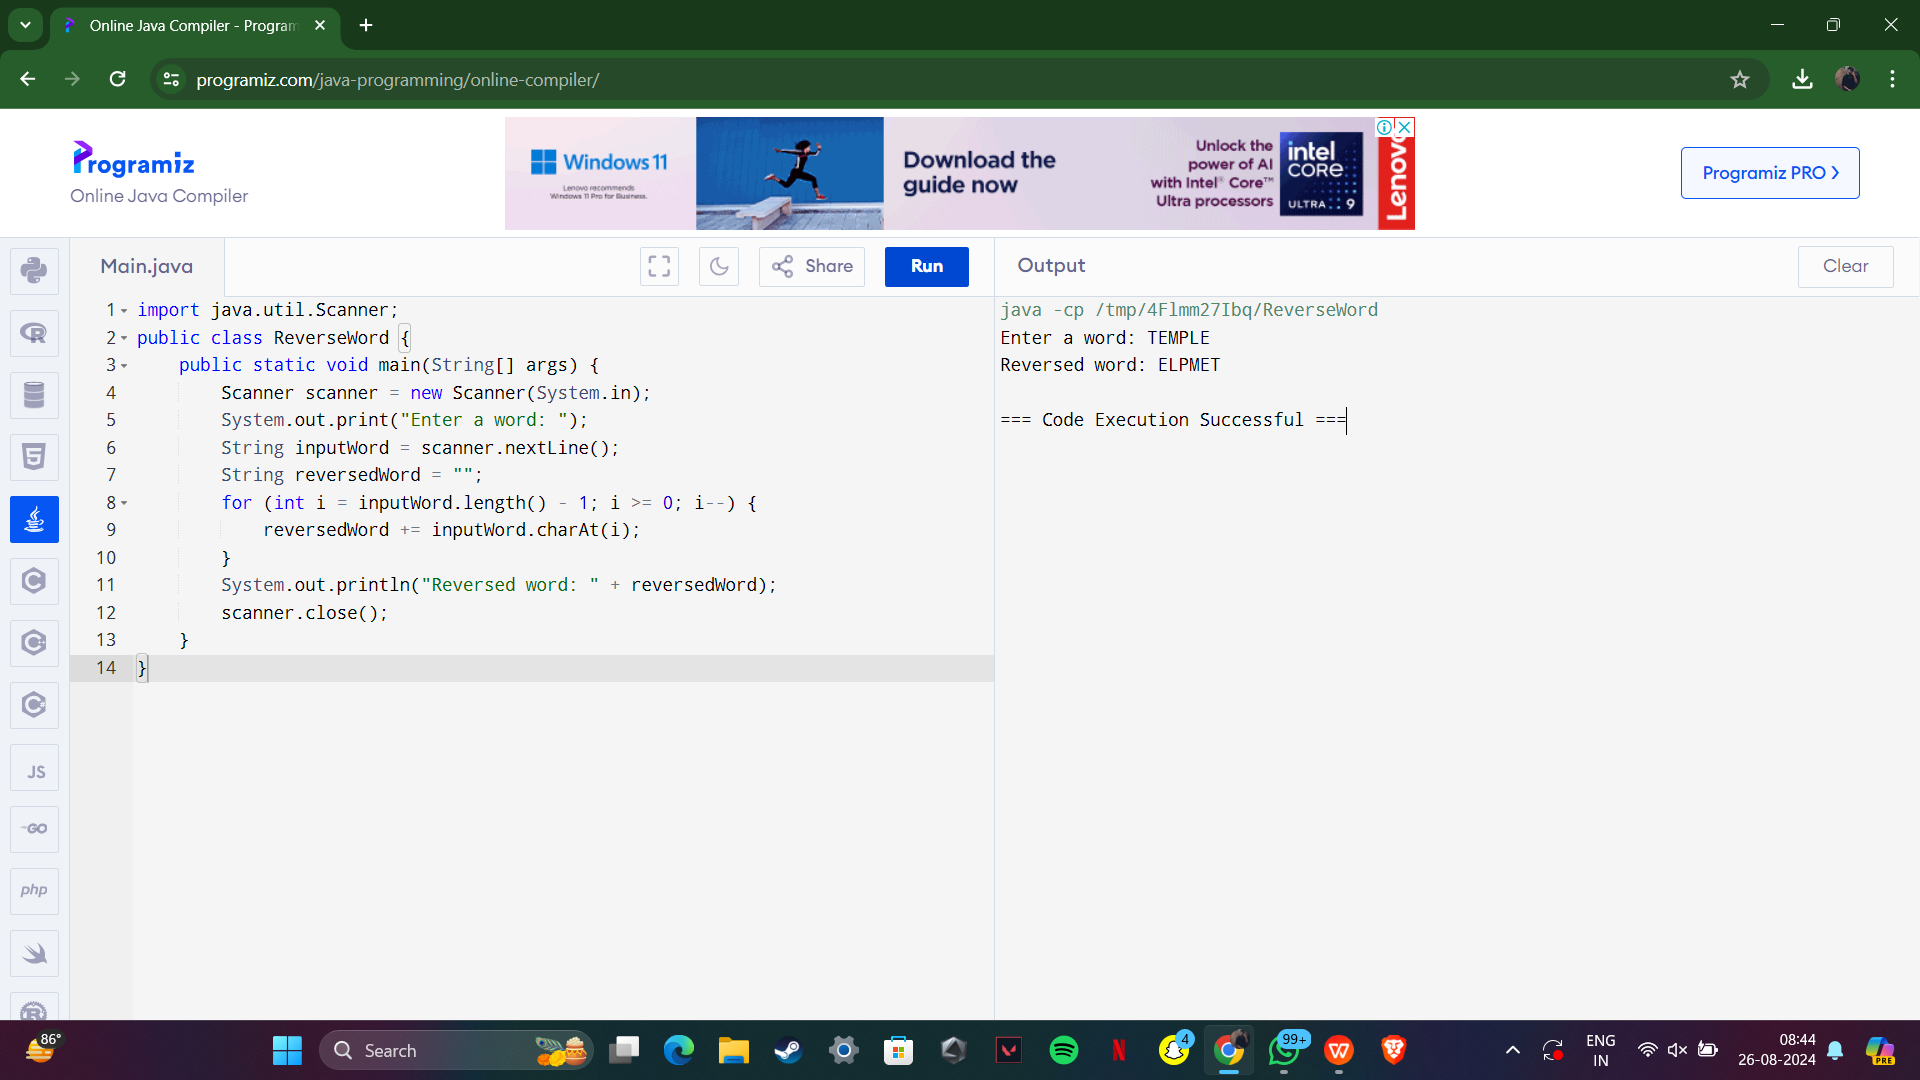 Online Java Compiler - Program
programiz.com/java-programming/online-compiler/
Programiz
Online Java Compiler
Windows 11
Lenovo recommends
Windows 11 Pro for Business.
Download the
guide now
Unlock the
power of AI
with Intel® Core™
Ultra processors
intel
CORE
ULTRA 9
Lenovo
Programiz PRO >
Main.java
Share
Run
Output
Clear
1 import java.util.Scanner;
2 public class ReverseWord {
3     public static void main(String[] args) {
4         Scanner scanner = new Scanner(System.in);
5         System.out.print("Enter a word: ");
6         String inputWord = scanner.nextLine();
7         String reversedWord = "";
8         for (int i = inputWord.length() - 1; i >= 0; i--) {
9             reversedWord += inputWord.charAt(i);
10         }
11         System.out.println("Reversed word: " + reversedWord);
12         scanner.close();
13     }
14 }
java -cp /tmp/4Flmm27Ibq/ReverseWord
Enter a word: TEMPLE
Reversed word: ELPMET
=== Code Execution Successful ===
R
5
C
C
C
JS
GO
php
R
86°
Search
N
4
99+
W
ENG
IN
08:44
26-08-2024
PRE